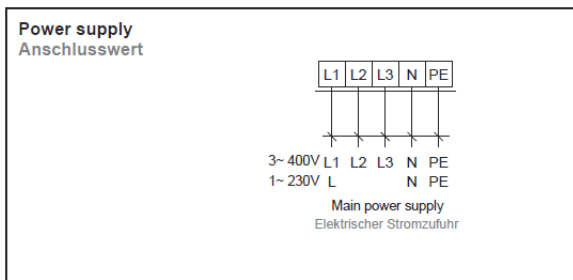 Power supply
Anschlusswert
L1 L2 L3 N PE
3~ 400V L1 L2 L3 N PE
1~ 230V L N PE
Main power supply
Elektrischer Stromzufuhr